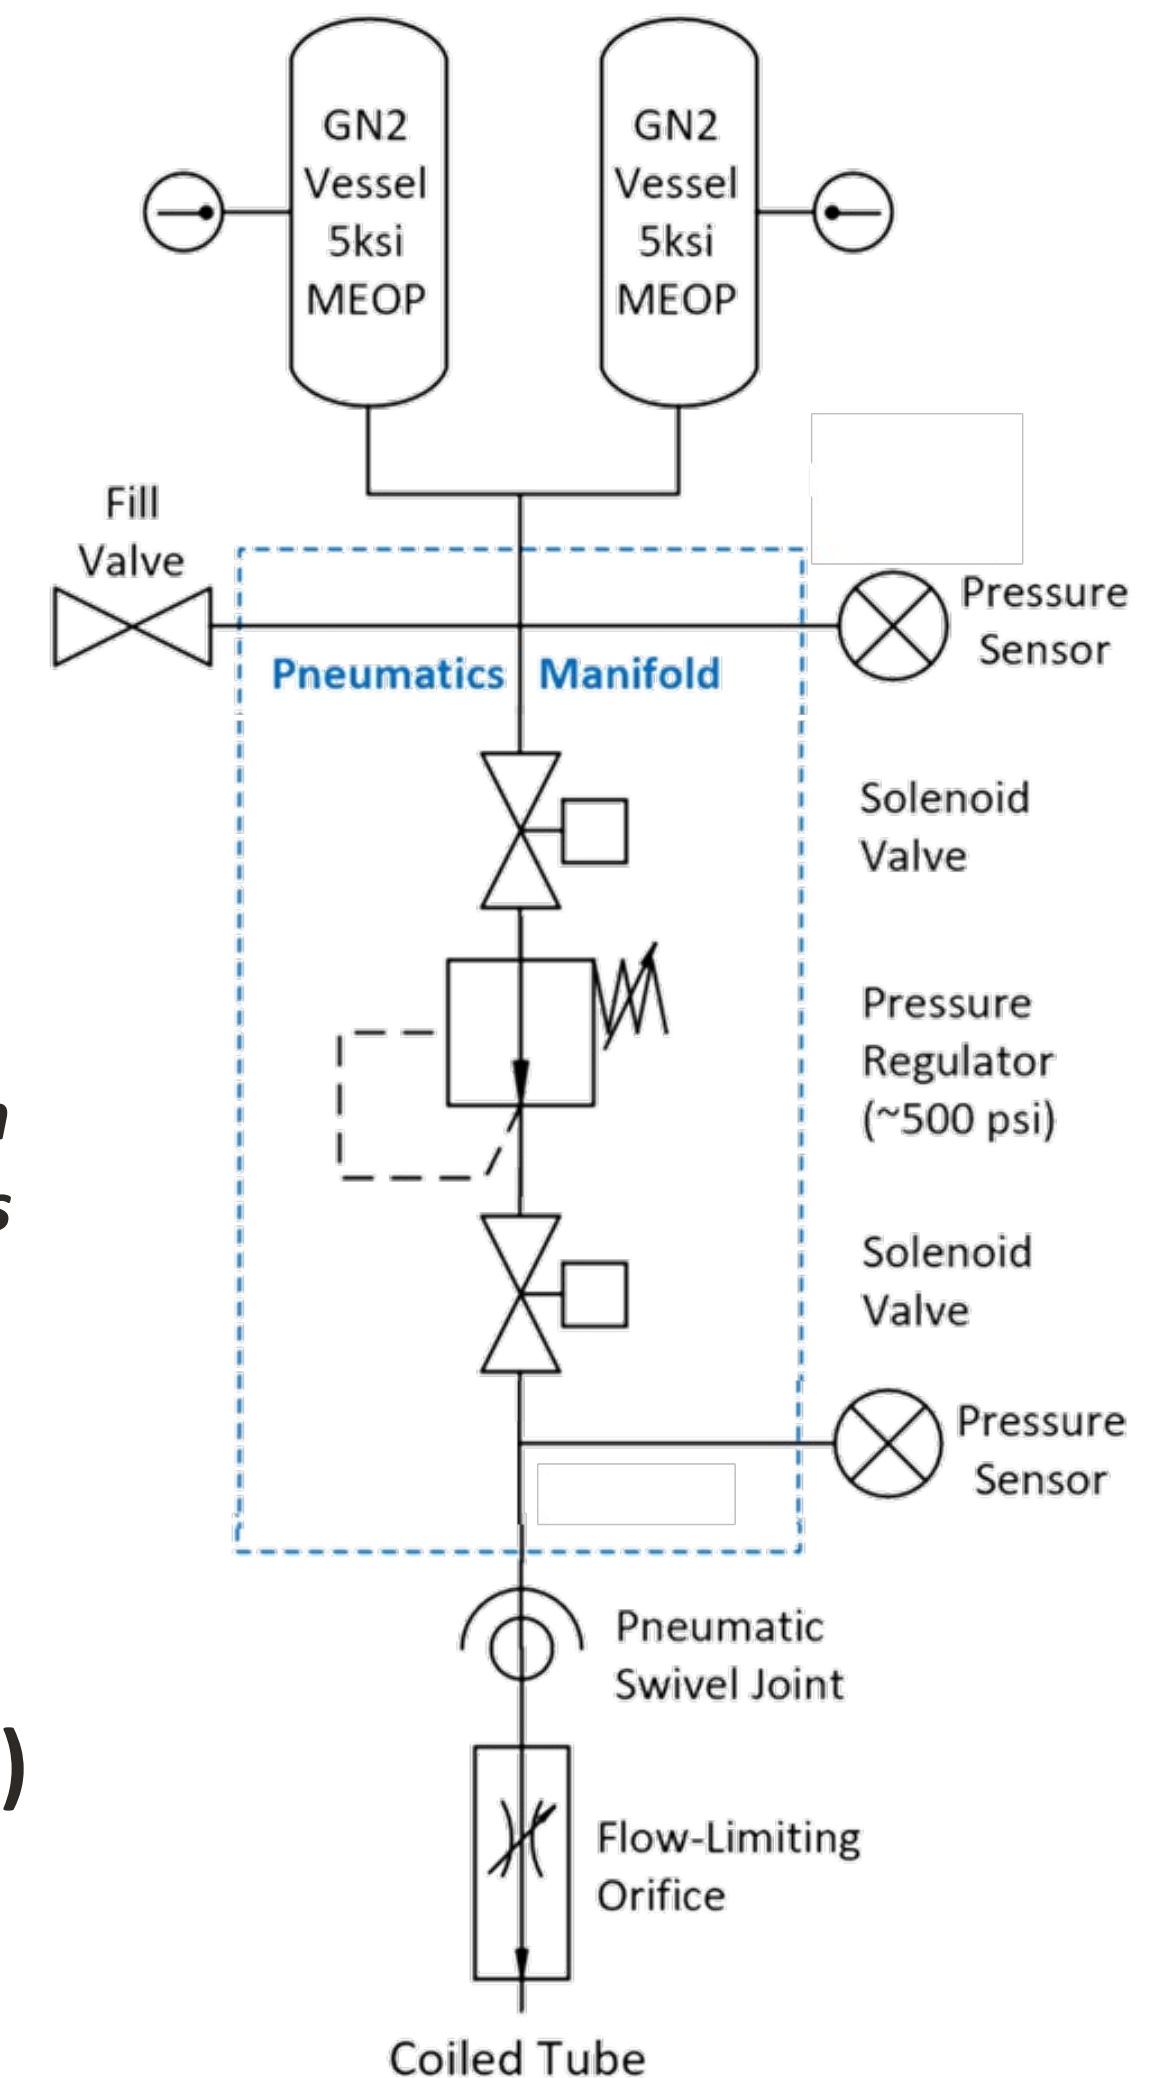 GN2
Vessel
5ksi
MEOP
GN2
Vessel
5ksi
MEOP
Fill
Valve
Pressure
Sensor
Pneumatics Manifold
Solenoid
Valve
Pressure
Regulator
(~500 psi)
s
Solenoid
Valve
Pressure
Sensor
Pneumatic
Swivel Joint
)
Flow-Limiting
Orifice
Coiled Tube